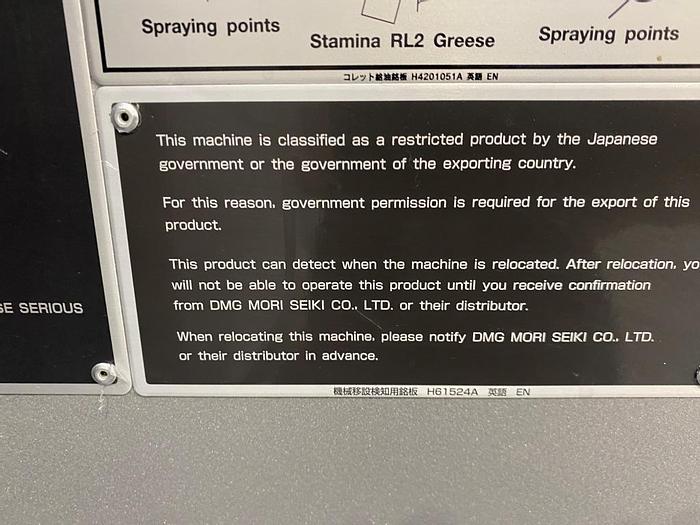 Spraying points
Stamina RL2 Greese
Spraying points
コレット給油銘板 H4201051A 英語 EN
This machine is classified as a restricted product by the Japanese
government or the government of the exporting country.
For this reason, government permission is required for the export of this
product.
This product can detect when the machine is relocated. After relocation, yo
will not be able to operate this product until you receive confirmation
from DMG MORI SEIKI CO., LTD. or their distributor.
When relocating this machine, please notify DMG MORI SEIKI CO., LTD.
or their distributor in advance.
SE SERIOUS
機械移設検知用銘板 H61524A 英語 EN